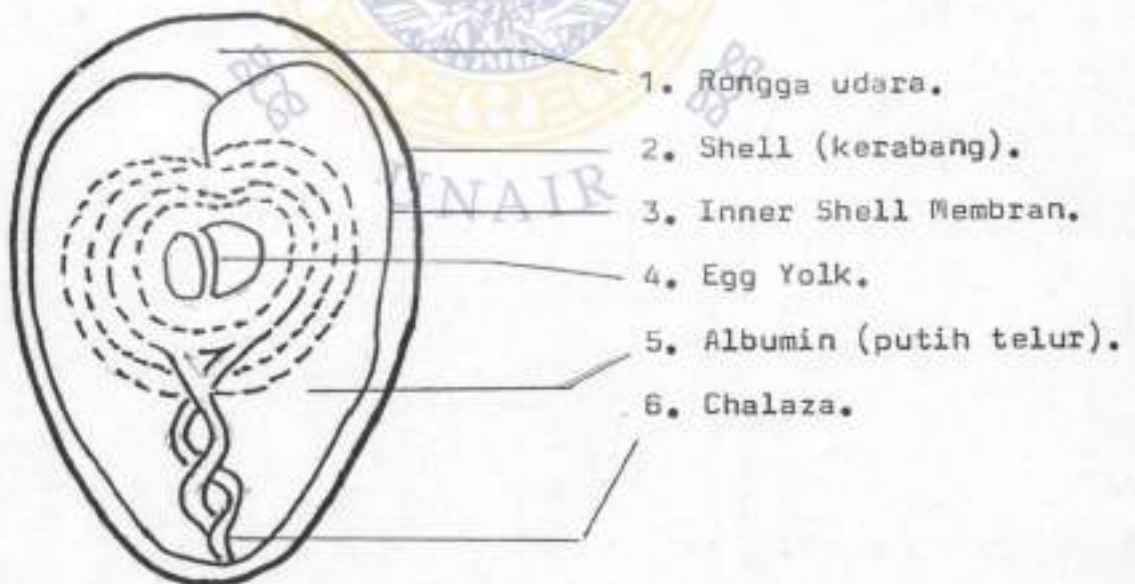 1. Rongga udara.
UNAIR
2. Shell (kerabang).
3. Inner Shell Membran.
4. Egg Yolk.
5. Albumin (putih telur).
6. Chalaza.